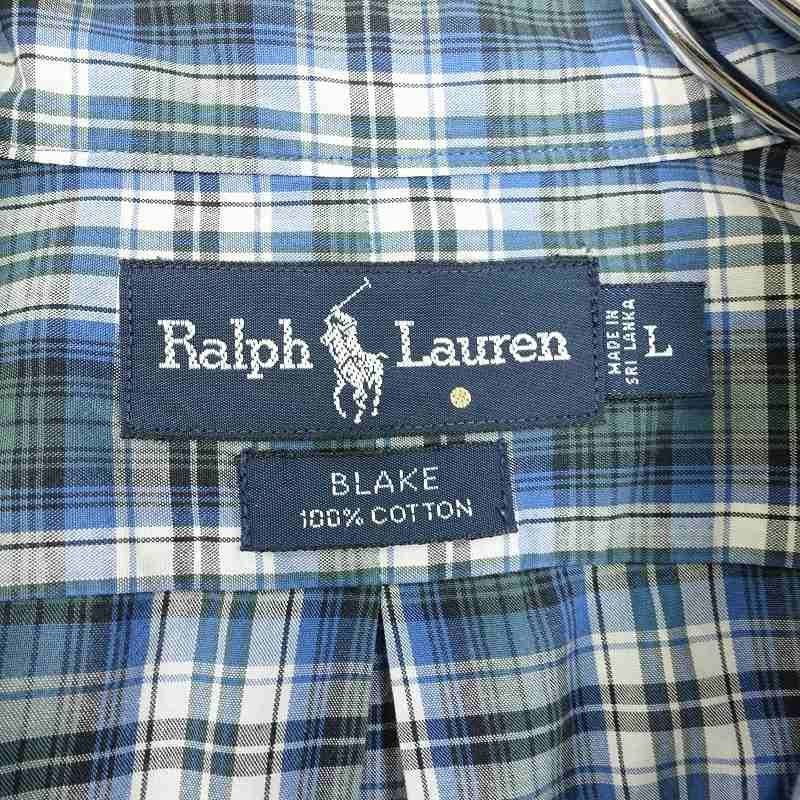 Ralph Lauren
MADE IN
SRI LANKA
L
BLAKE
100% COTTON